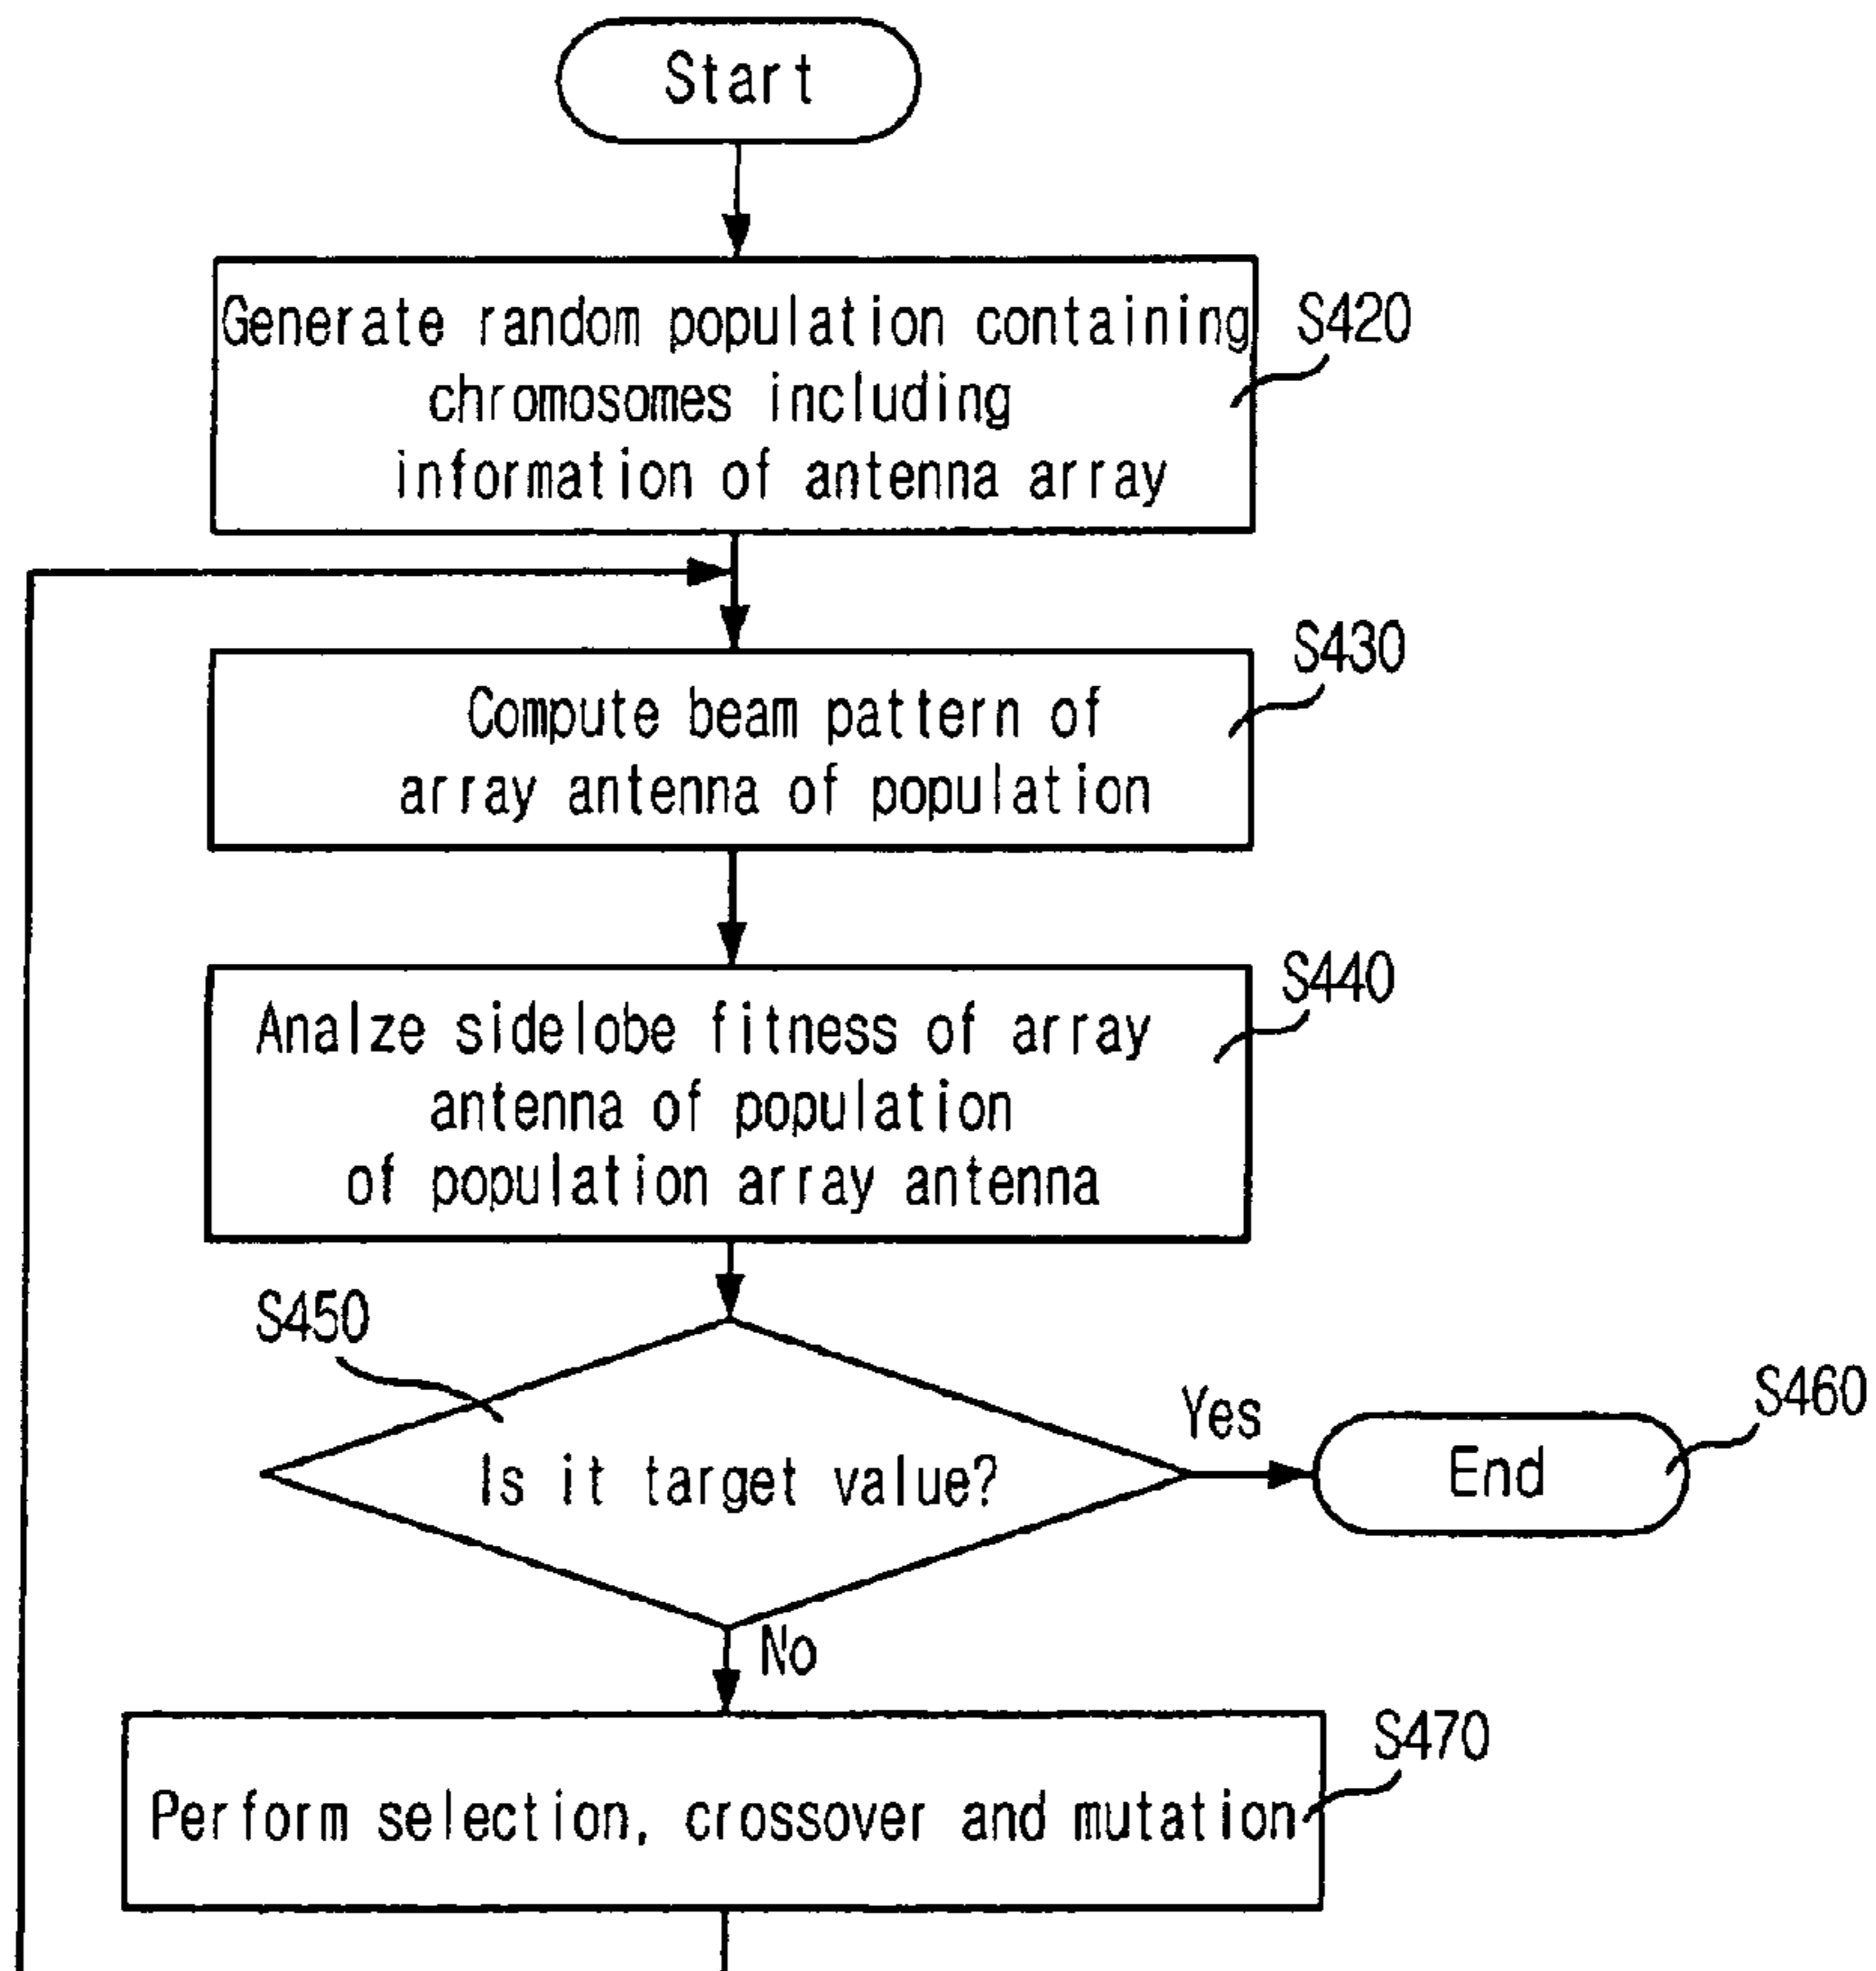 Start
Generate random population containing
chromosomes including
information of antenna array
S420
Compute beam pattern of
array antenna of population
S430
Analze sidelobe fitness of array
antenna of population
of population array antenna
S440
S450
Is it target value?
Yes
End
S460
No
Perform selection, crossover and mutation
S470